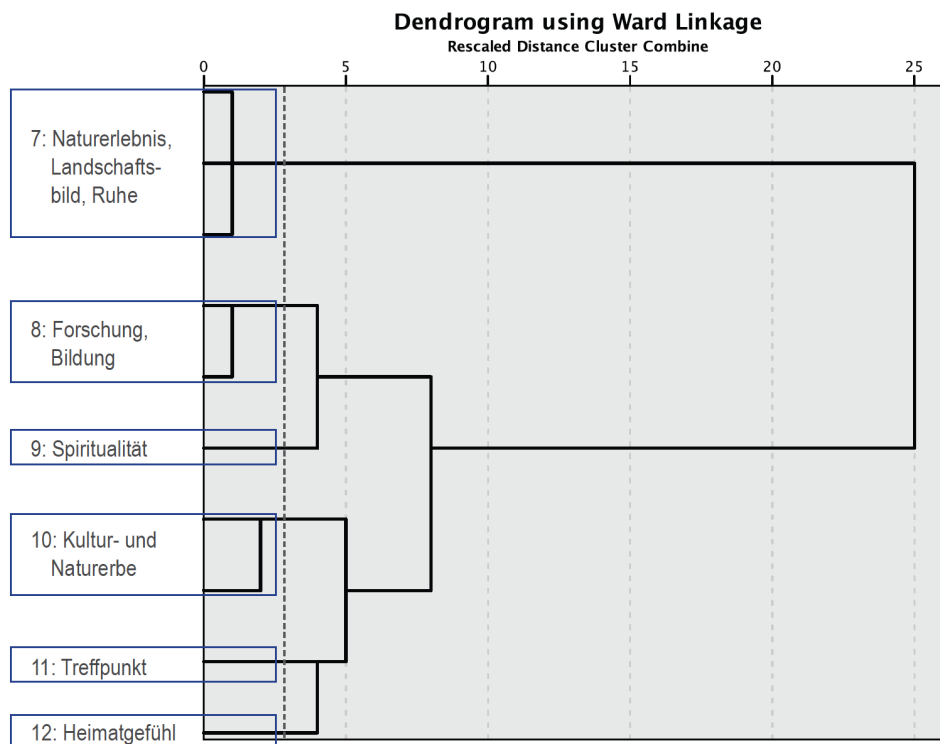 Dendrogram using Ward Linkage
Rescaled Distance Cluster Combine
0 5 10 15 20 25
7: Naturerlebnis,
Landschafts-
bild, Ruhe
8: Forschung,
Bildung
9: Spiritualität
10: Kultur- und
Naturerbe
11: Treffpunkt
12: Heimatgefühl